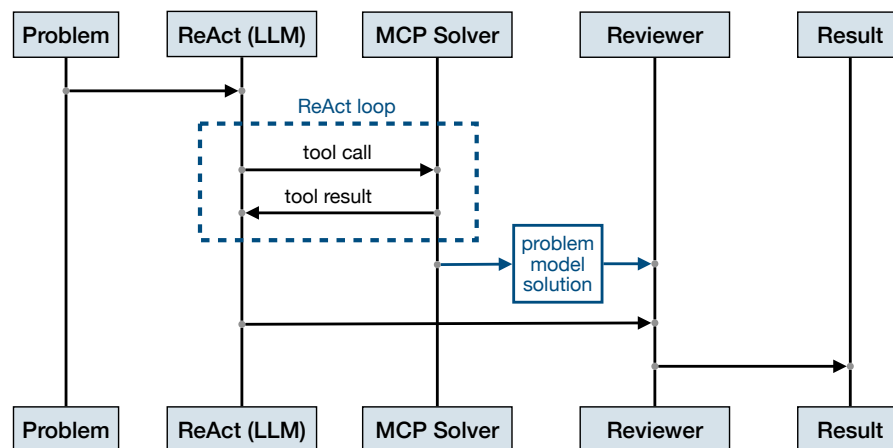 Problem
ReAct (LLM)
MCP Solver
Reviewer
Result
ReAct loop
tool call
tool result
problem
model
solution
Problem
ReAct (LLM)
MCP Solver
Reviewer
Result